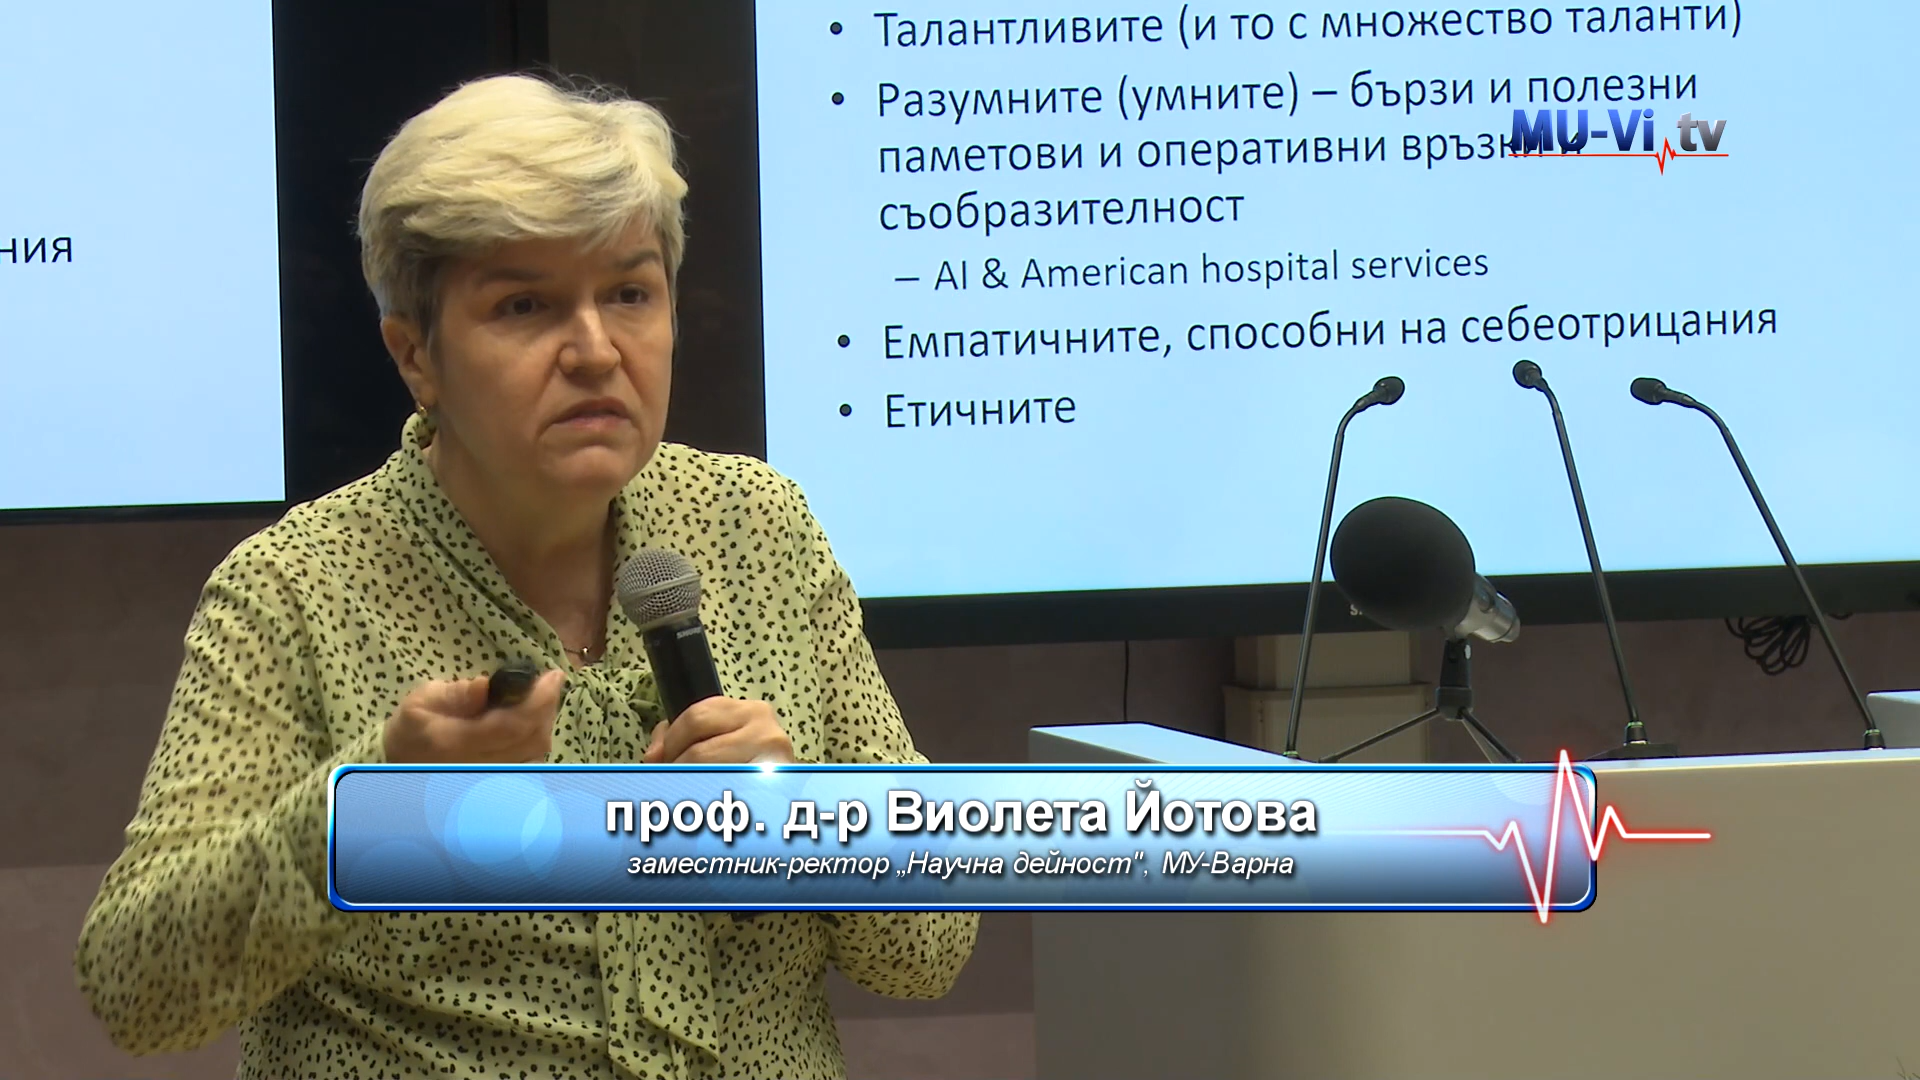 • Талантливите (и то с множество таланти)
• Разумните (умните) – бързи и полезни
паметови и оперативни връзки и
съобразителност
– AI & American hospital services
• Емпатичните, способни на себеотрицания
• Етичните
ния
MU-Vi tv
SHURE
проф. д-р Виолета Йотова
заместник-ректор „Научна дейност", МУ-Варна